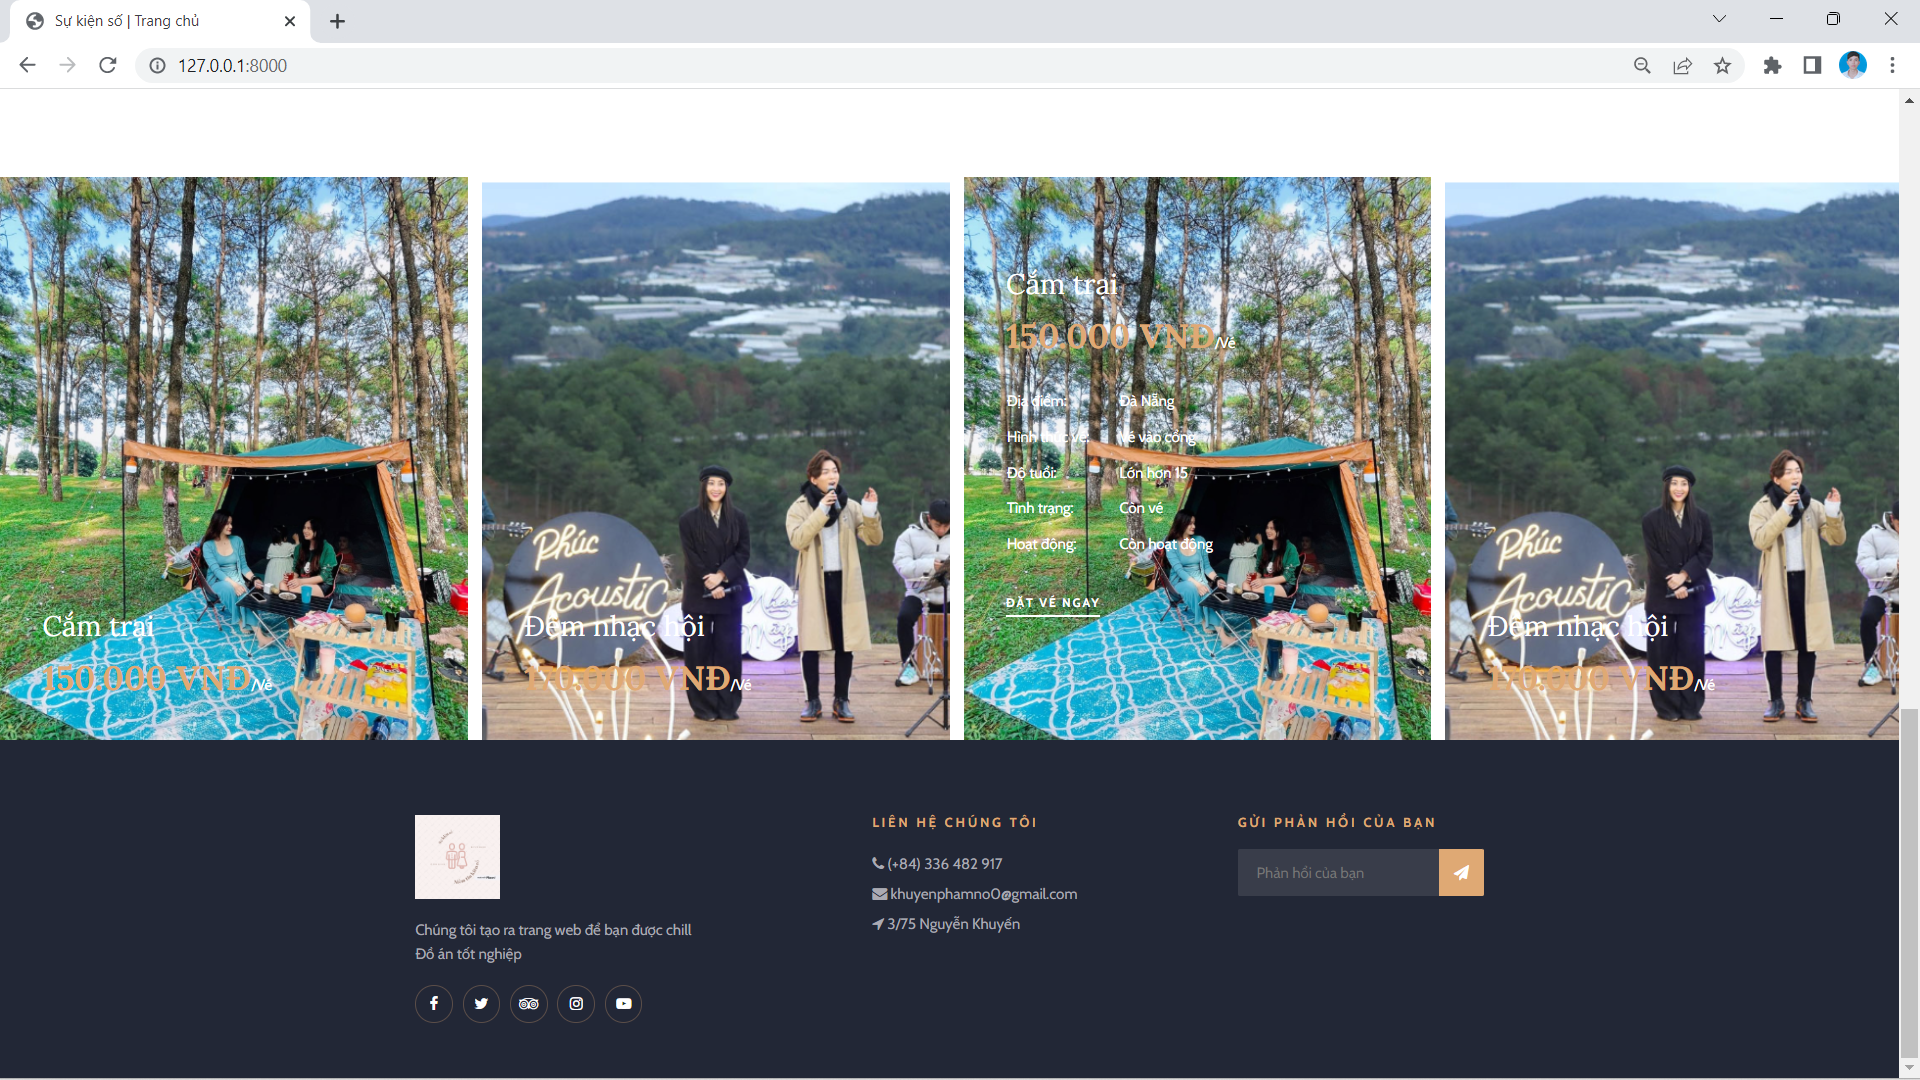 Sự kiện số | Trang chủ
127.0.0.1:8000
Cắm trại
150.000 VNĐ/Vé
Phúc
Acoustic
Đêm nhạc hội
170.000 VNĐ/Vé
Cắm trại
150.000 VNĐ/Vé
Địa điểm: Đà Nẵng
Hình thức vé: Vé vào cổng
Độ tuổi: Lớn hơn 15
Tình trạng: Còn vé
Hoạt động: Còn hoạt động
ĐẶT VÉ NGAY
Phúc
Acoustic
Đêm nhạc hội
170.000 VNĐ/Vé
Chúng tôi tạo ra trang web để bạn được chill
Đồ án tốt nghiệp
LIÊN HỆ CHÚNG TÔI
(+84) 336 482 917
khuyenphamno0@gmail.com
3/75 Nguyễn Khuyến
GỬI PHẢN HỒI CỦA BẠN
Phản hồi của bạn